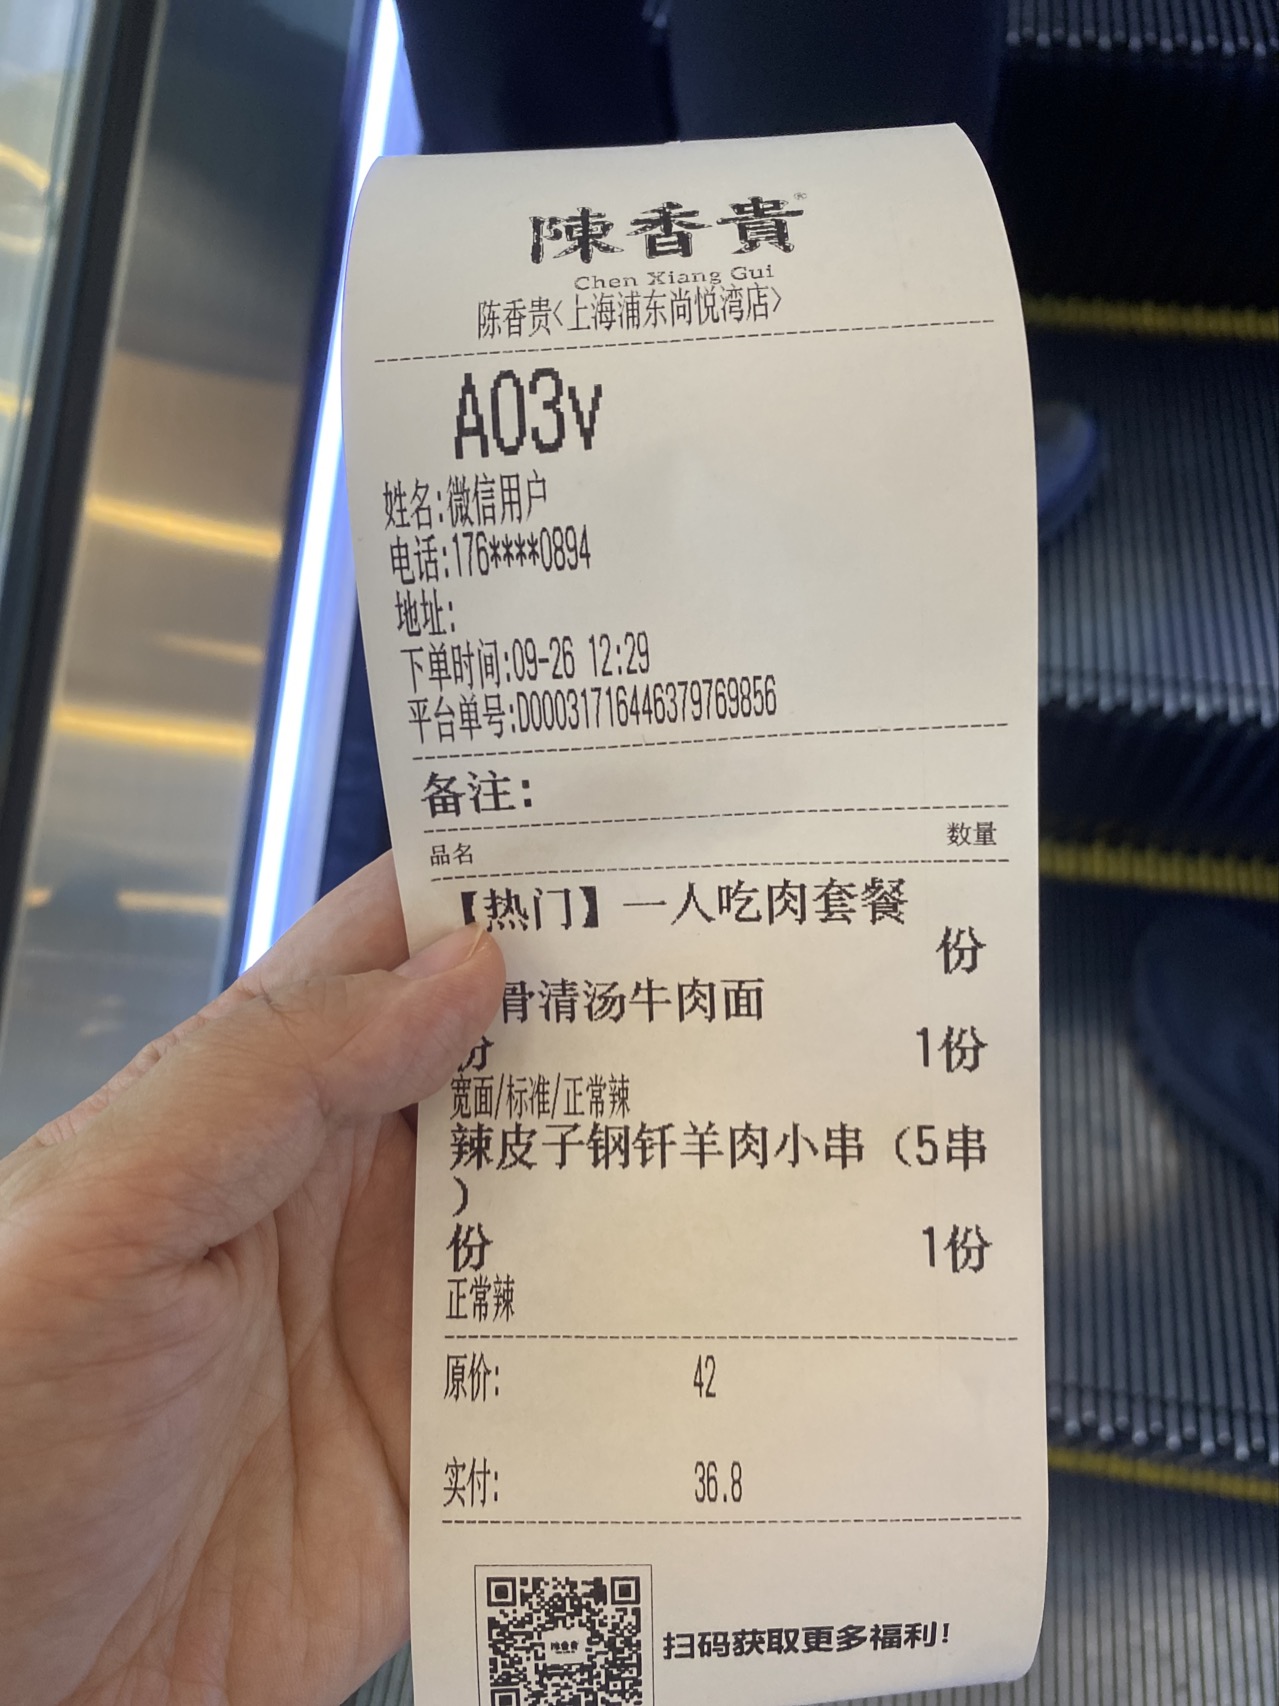 陳香貴®
Chen Xiang Gui
陈香贵<上海浦东尚悦湾店>
A03v
姓名:微信用户
电话:176****0894
地址:
下单时间:09-26 12:29
平台单号:D00031716446379769856
备注:
品名 数量
【热门】一人吃肉套餐
份
骨清汤牛肉面
份 1份
宽面/标准/正常辣
辣皮子钢钎羊肉小串（5串
）
份 1份
正常辣
原价: 42
实付: 36.8
扫码获取更多福利!